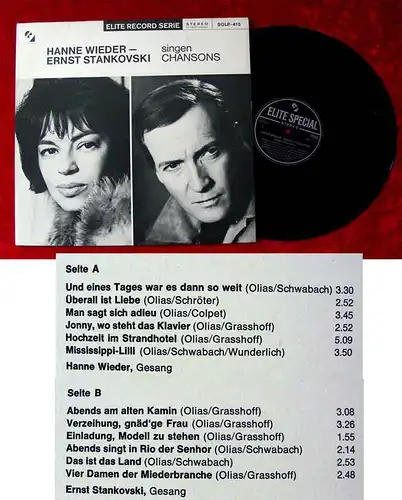 ELITE RECORD SERIE STEREO SOLP-415
HANNE WIEDER — singen
ERNST STANKOVSKI CHANSONS
ELITE SPECIAL
STEREO
Seite A
Und eines Tages war es dann so weit (Olias/Schwabach) 3.30
Überall ist Liebe (Olias/Schröter) 2.52
Man sagt sich adieu (Olias/Colpet) 3.45
Jonny, wo steht das Klavier (Olias/Grasshoff) 2.52
Hochzeit im Strandhotel (Olias/Grasshoff) 5.09
Mississippi-Lilli (Olias/Schwabach/Wunderlich) 3.50
Hanne Wieder, Gesang
Seite B
Abends am alten Kamin (Olias/Grasshoff) 3.08
Verzeihung, gnäd'ge Frau (Olias/Grasshoff) 3.26
Einladung, Modell zu stehen (Olias/Grasshoff) 1.55
Abends singt in Rio der Senhor (Olias/Schwabach) 2.14
Das ist das Land (Olias/Schwabach) 2.53
Vier Damen der Miederbranche (Olias/Grasshoff) 2.48
Ernst Stankovski, Gesang